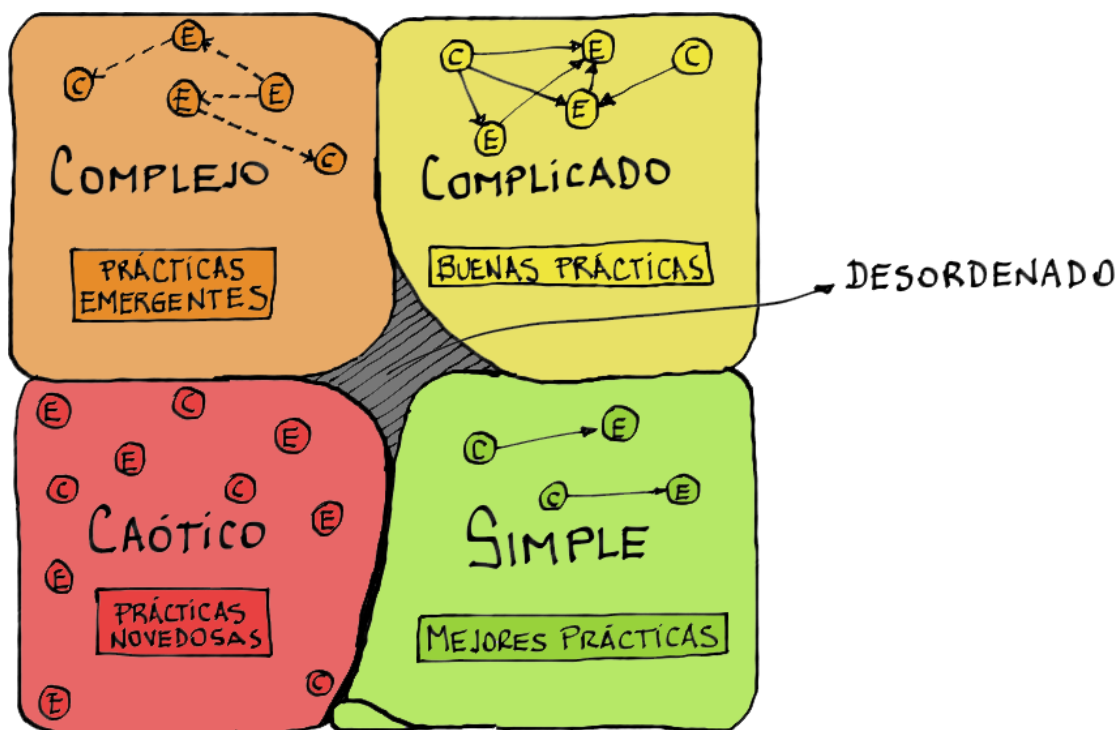 E
C
E
E
C
COMPLEJO
PRÁCTICAS
EMERGENTES
C
E
C
E
E
COMPLICADO
BUENAS PRÁCTICAS
DESORDENADO
E
C
E
E
C
C
E
CAÓTICO
E
PRÁCTICAS
NOVEDOSAS
C
E
E
C
C
E
SIMPLE
MEJORES PRÁCTICAS